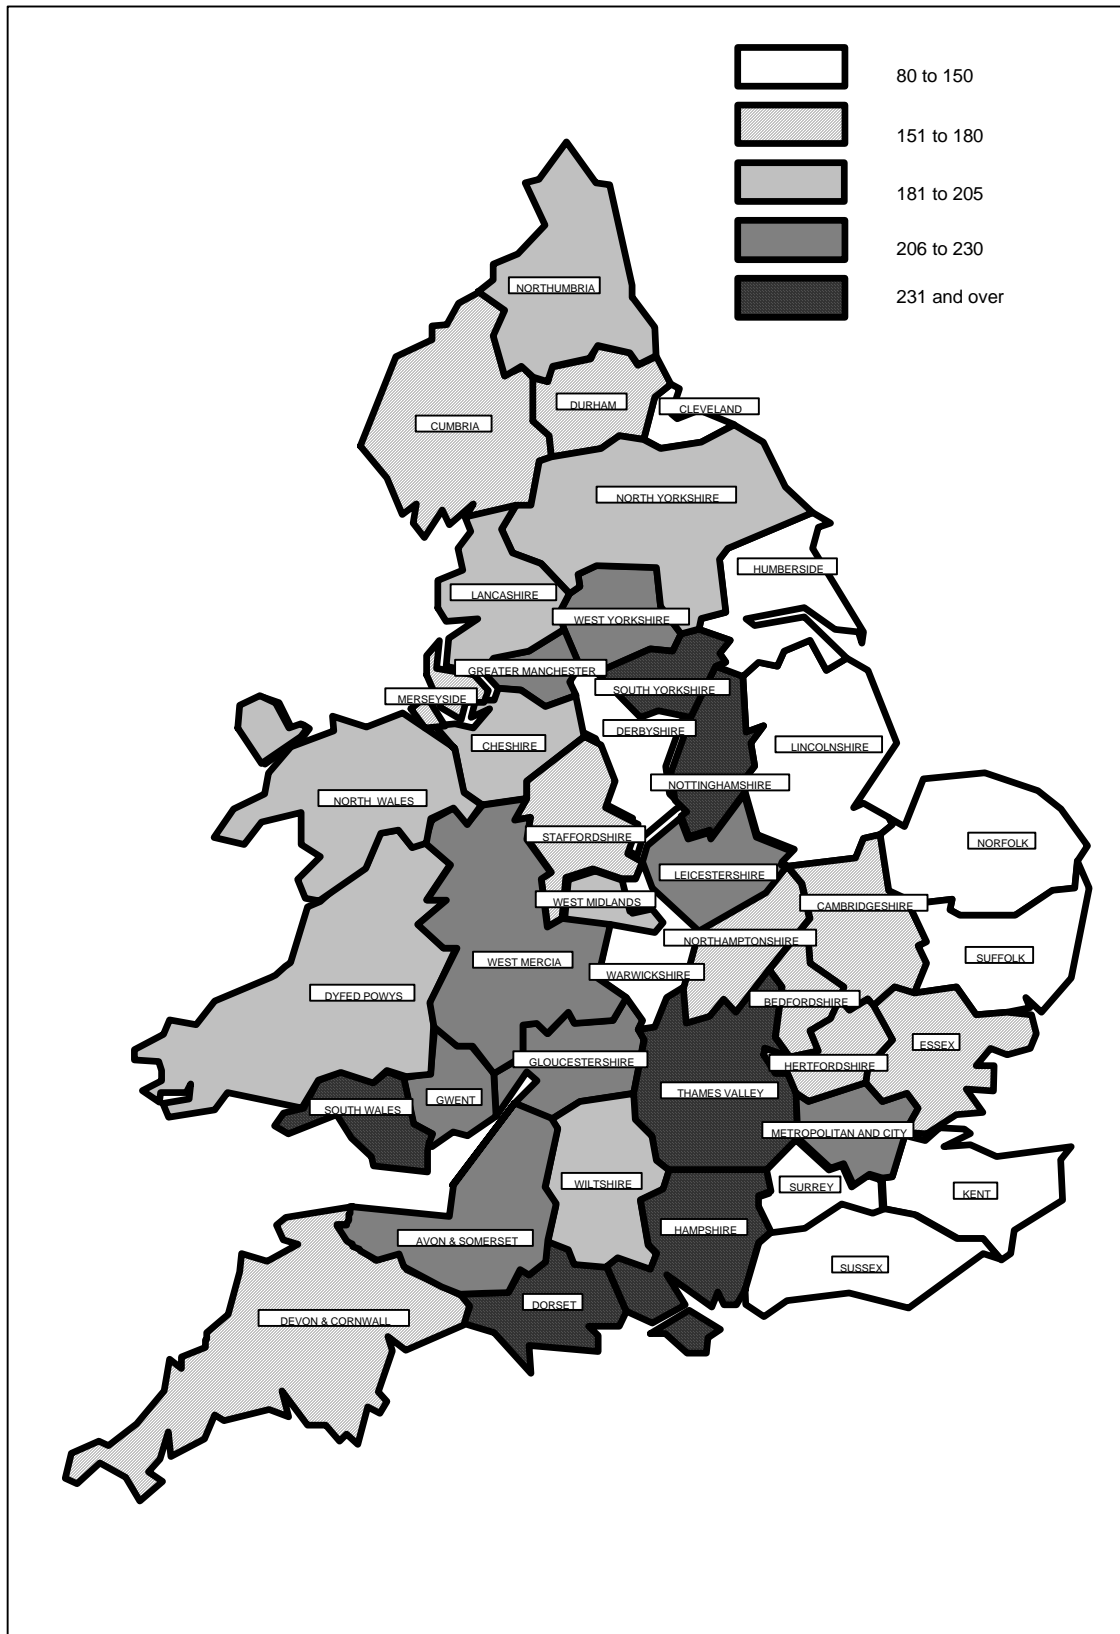 80 to 150
151 to 180
181 to 205
206 to 230
231 and over
NORTHUMBRIA
DURHAM
CLEVELAND
CUMBRIA
NORTH YORKSHIRE
HUMBERSIDE
LANCASHIRE
WEST YORKSHIRE
GREATER MANCHESTER
SOUTH YORKSHIRE
MERSEYSIDE
DERBYSHIRE
CHESHIRE
LINCOLNSHIRE
NOTTINGHAMSHIRE
NORTH WALES
STAFFORDSHIRE
NORFOLK
LEICESTERSHIRE
WEST MIDLANDS
CAMBRIDGESHIRE
NORTHAMPTONSHIRE
SUFFOLK
WEST MERCIA
WARWICKSHIRE
DYFED POWYS
BEDFORDSHIRE
ESSEX
GLOUCESTERSHIRE
HERTFORDSHIRE
THAMES VALLEY
GWENT
SOUTH WALES
METROPOLITAN AND CITY
WILTSHIRE
SURREY
KENT
HAMPSHIRE
AVON & SOMERSET
SUSSEX
DORSET
DEVON & CORNWALL